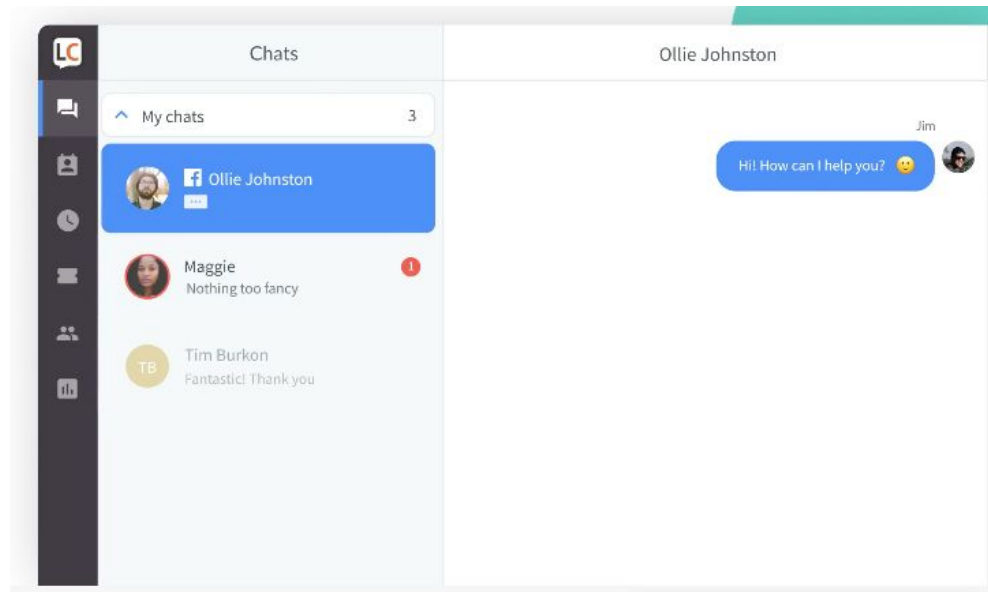 LC
Chats
Ollie Johnston
My chats
3
Jim
Hi! How can I help you? 🙂
Ollie Johnston
Maggie
1
Nothing too fancy
TB
Tim Burkon
Fantastic! Thank you